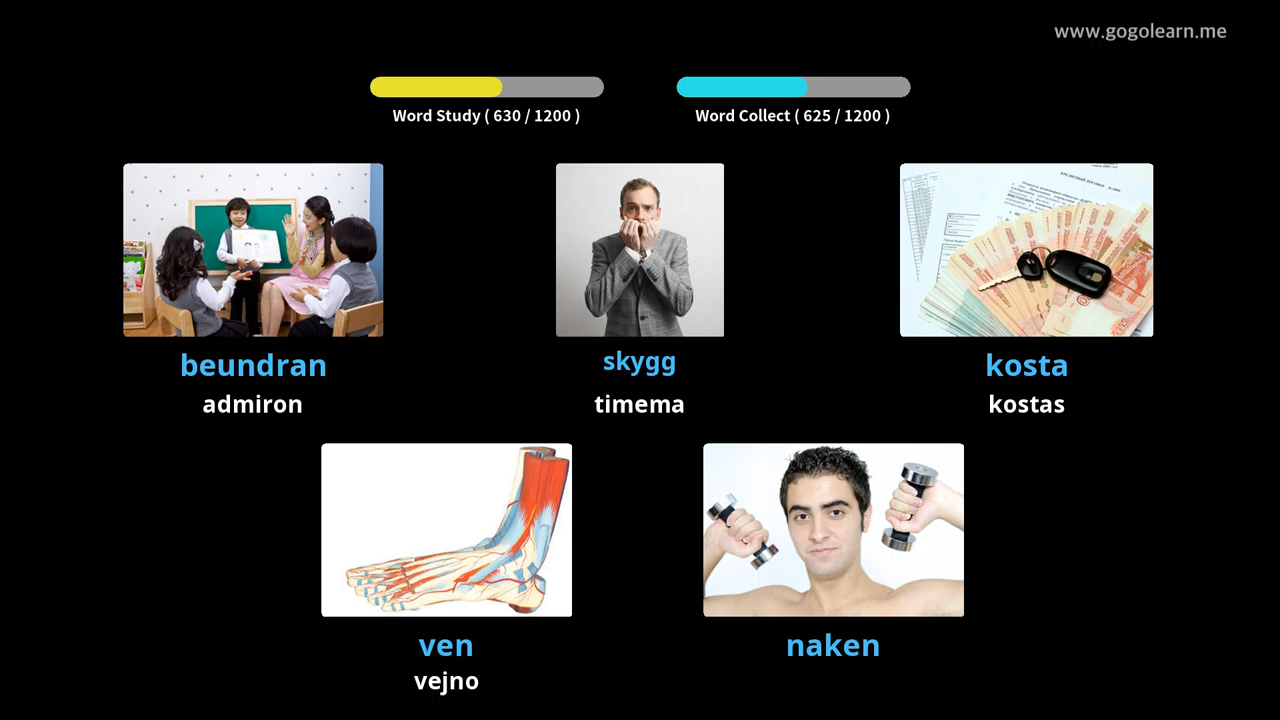 www.gogolearn.me
Word Study ( 630 / 1200 )
Word Collect ( 625 / 1200 )
beundran
admiron
skygg
timema
kosta
kostas
ven
vejno
naken